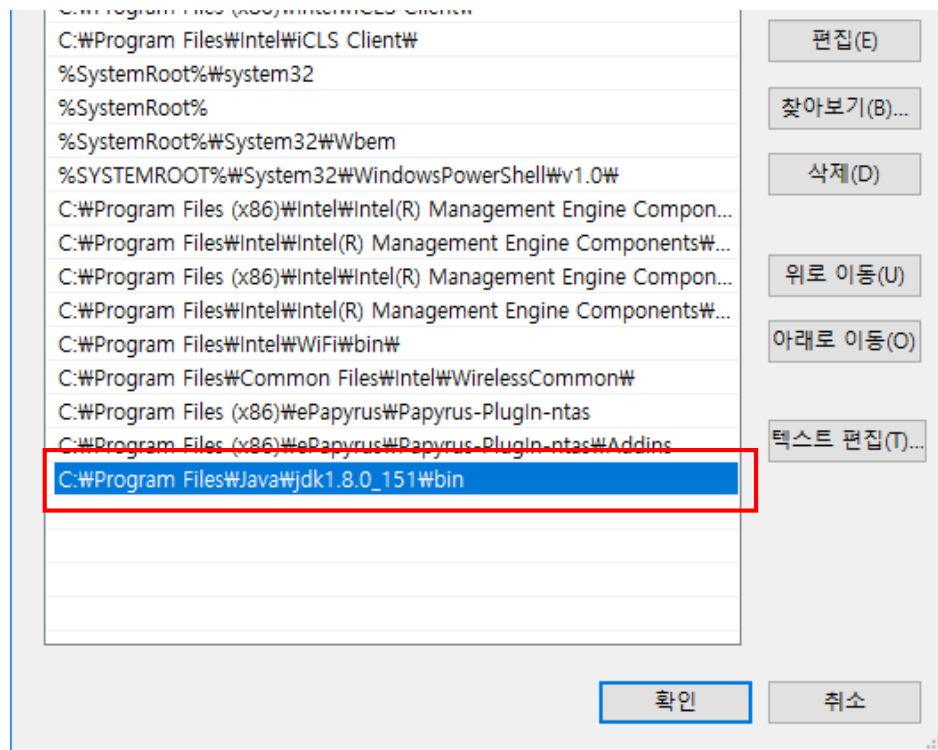 C:₩Program Files₩Intel₩iCLS Client₩
편집(E)
%SystemRoot%₩system32
%SystemRoot%
찾아보기(B)...
%SystemRoot%₩System32₩Wbem
%SYSTEMROOT%₩System32₩WindowsPowerShell₩v1.0₩
삭제(D)
C:₩Program Files (x86)₩Intel₩Intel(R) Management Engine Compon...
C:₩Program Files₩Intel₩Intel(R) Management Engine Components₩...
C:₩Program Files (x86)₩Intel₩Intel(R) Management Engine Compon...
위로 이동(U)
C:₩Program Files₩Intel₩Intel(R) Management Engine Components₩...
C:₩Program Files₩Intel₩WiFi₩bin₩
아래로 이동(O)
C:₩Program Files₩Common Files₩Intel₩WirelessCommon₩
C:₩Program Files (x86)₩ePapyrus₩Papyrus-PlugIn-ntas
C:₩Program Files (x86)₩ePapyrus₩Papyrus-PlugIn-ntas₩Addins
텍스트 편집(T)...
C:₩Program Files₩Java₩jdk1.8.0_151₩bin
확인
취소